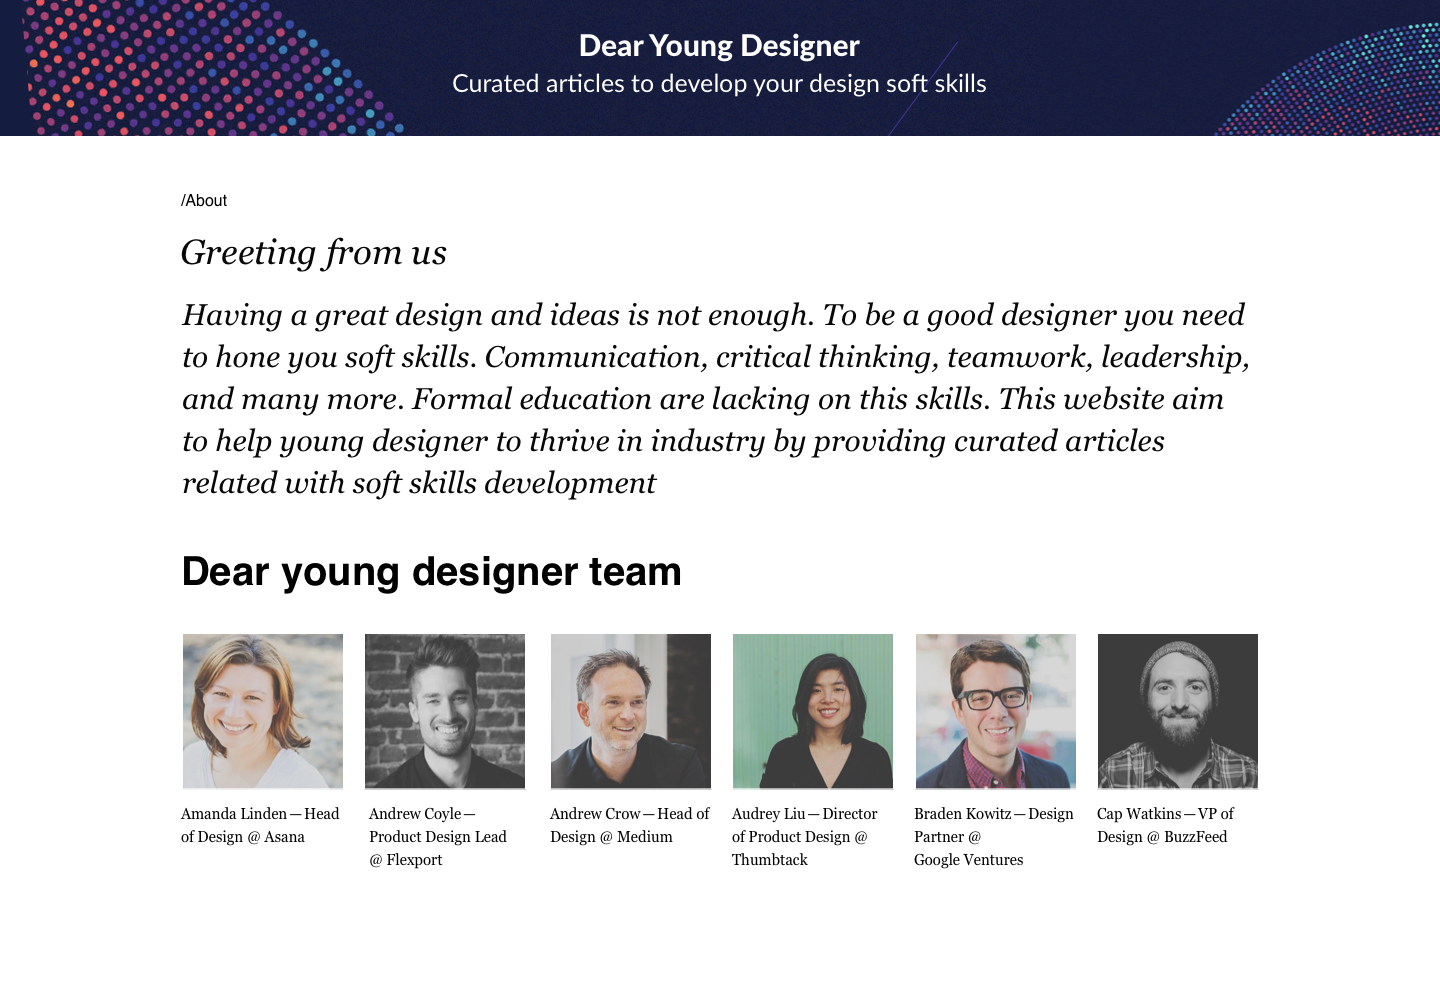 Dear Young Designer
Curated articles to develop your design soft skills
/About
Greeting from us
Having a great design and ideas is not enough. To be a good designer you need
to hone you soft skills. Communication, critical thinking, teamwork, leadership,
and many more. Formal education are lacking on this skills. This website aim
to help young designer to thrive in industry by providing curated articles
related with soft skills development
Dear young designer team
Amanda Linden — Head
of Design @ Asana
Andrew Coyle —
Product Design Lead
@ Flexport
Andrew Crow — Head of
Design @ Medium
Audrey Liu — Director
of Product Design @
Thumbtack
Braden Kowitz — Design
Partner @
Google Ventures
Cap Watkins — VP of
Design @ BuzzFeed